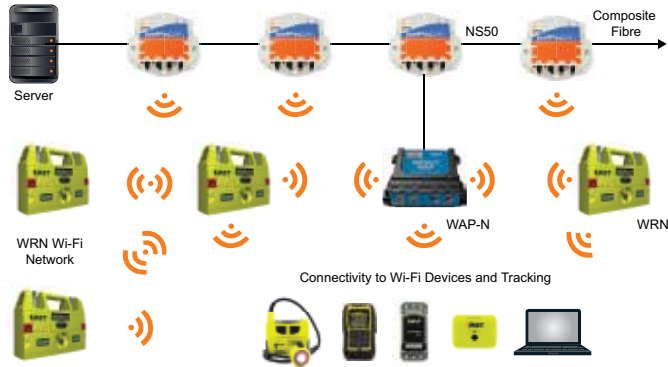 Composite
Fibre
NS50
Server
WAP-N
WRN
WRN Wi-Fi
Network
Connectivity to Wi-Fi Devices and Tracking